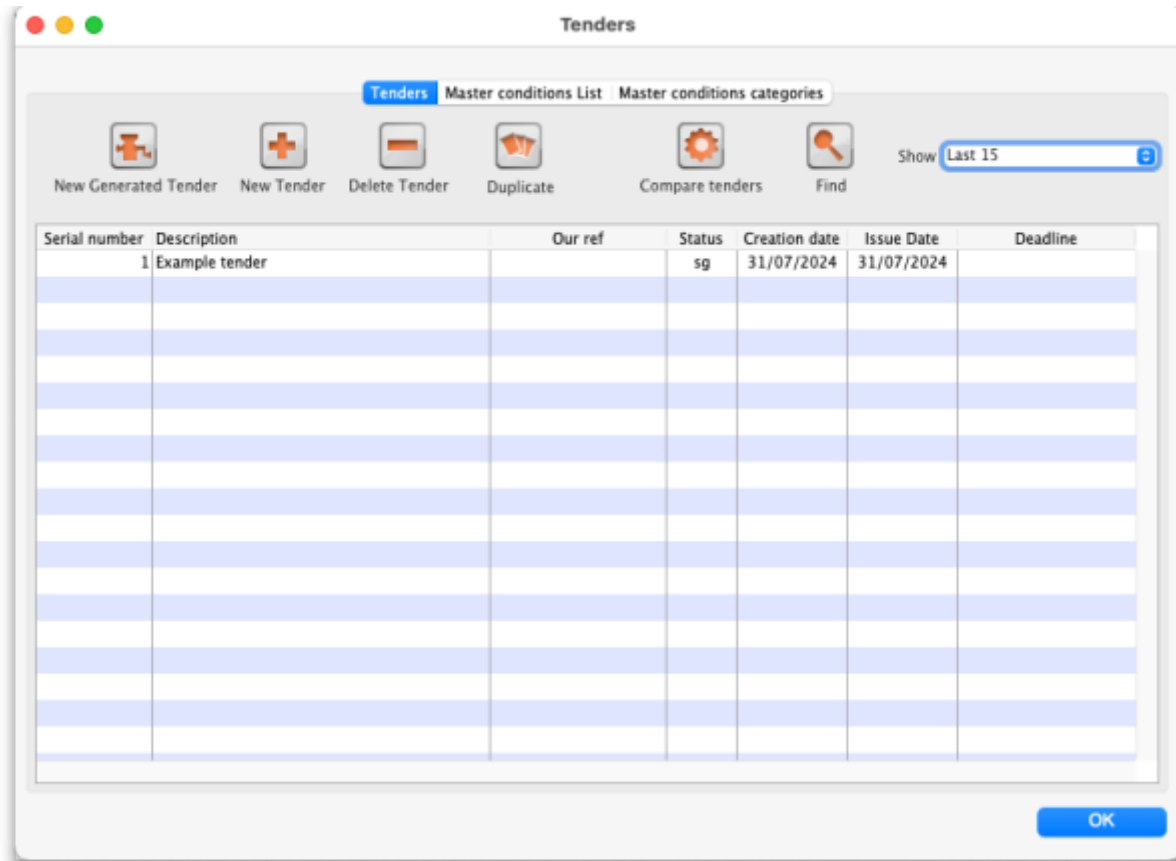 Tenders
Tenders Master conditions List Master conditions categories
New Generated Tender New Tender Delete Tender Duplicate Compare tenders Find Show Last 15
Serial number Description Our ref Status Creation date Issue Date Deadline
1 Example tender sg 31/07/2024 31/07/2024
OK